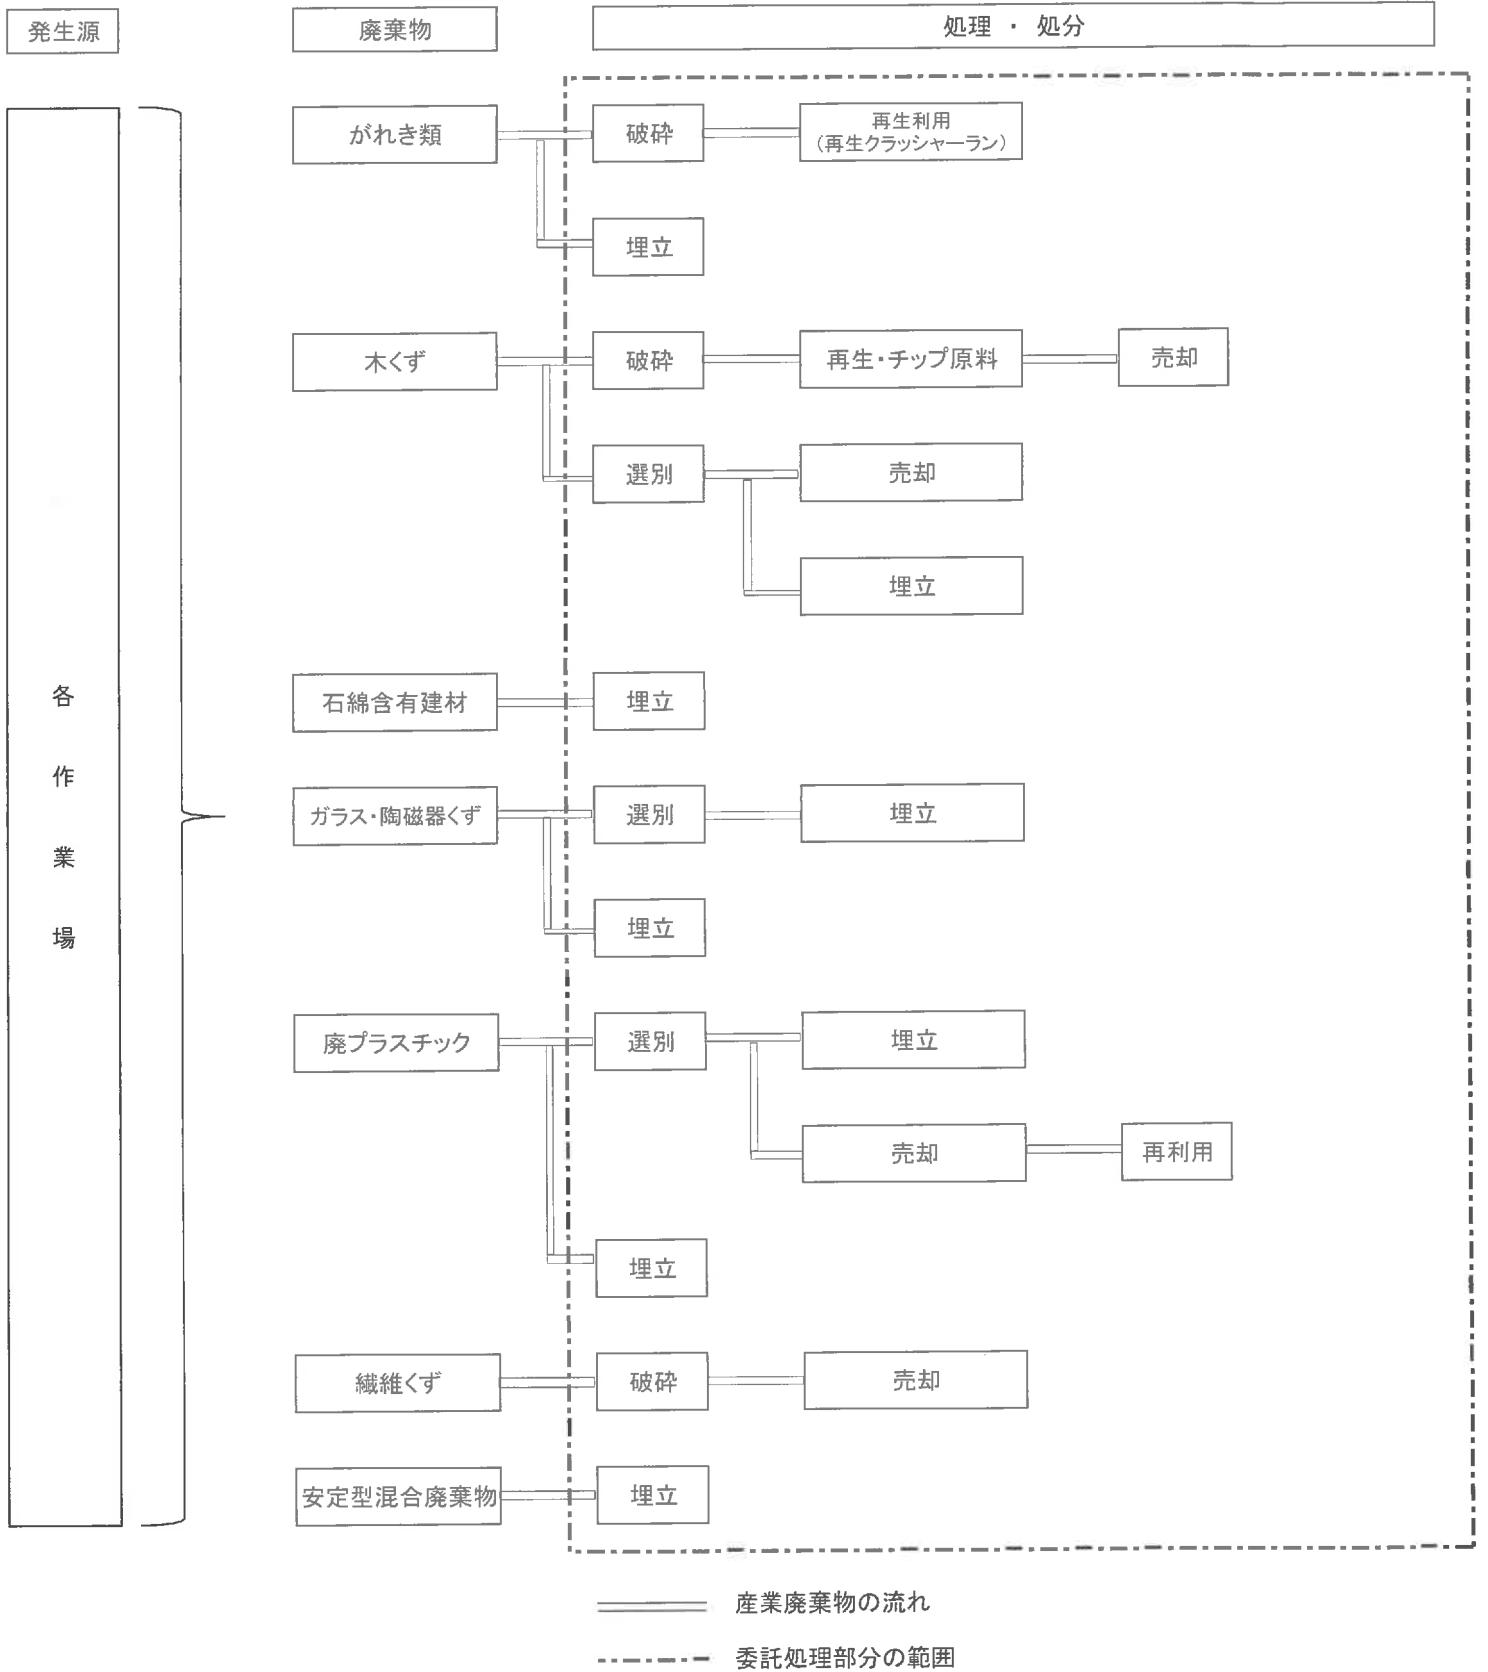 発生源
廃棄物
処理 ・ 処分
各
作
業
場
がれき類
破砕
再生利用
(再生クラッシャーラン)
埋立
木くず
破砕
再生・チップ原料
売却
選別
売却
埋立
石綿含有建材
埋立
ガラス・陶磁器くず
選別
埋立
埋立
廃プラスチック
選別
埋立
売却
再利用
埋立
繊維くず
破砕
売却
安定型混合廃棄物
埋立
産業廃棄物の流れ
委託処理部分の範囲